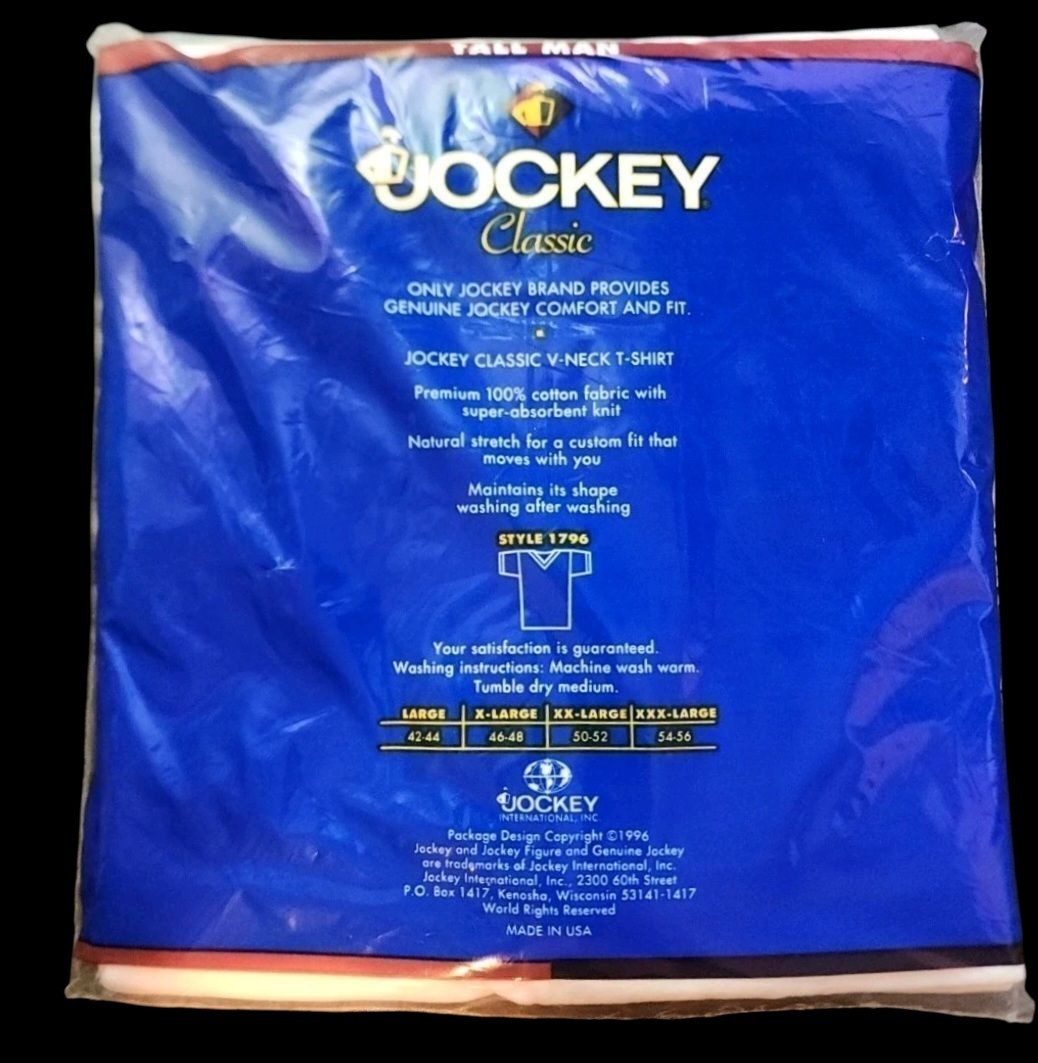 TALL MAN
JOCKEY
Classic
ONLY JOCKEY BRAND PROVIDES
GENUINE JOCKEY COMFORT AND FIT.
JOCKEY CLASSIC V-NECK T-SHIRT
Premium 100% cotton fabric with
super-absorbent knit
Natural stretch for a custom fit that
moves with you
Maintains its shape
washing after washing
STYLE 1796
Your satisfaction is guaranteed.
Washing instructions: Machine wash warm.
Tumble dry medium.
LARGE X-LARGE XX-LARGE XXX-LARGE
42-44 46-48 50-52 54-56
JOCKEY
INTERNATIONAL, INC.
Package Design Copyright ©1996
Jockey and Jockey Figure and Genuine Jockey
are trademarks of Jockey International, Inc.
Jockey International, Inc., 2300 60th Street
P.O. Box 1417, Kenosha, Wisconsin 53141-1417
World Rights Reserved
MADE IN USA